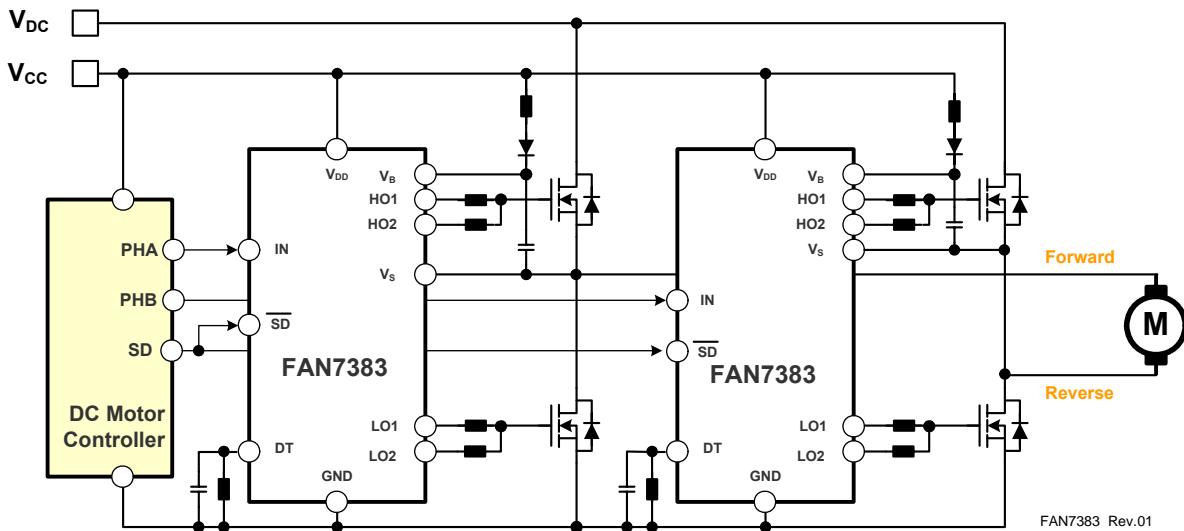 VDC
VCC
VDD
VB
HO1
HO2
VS
PHA
IN
PHB
SD
SD
FAN7383
DC Motor
Controller
LO1
LO2
DT
GND
VDD
VB
HO1
HO2
VS
IN
SD
FAN7383
LO1
LO2
DT
GND
Forward
M
Reverse
FAN7383 Rev.01